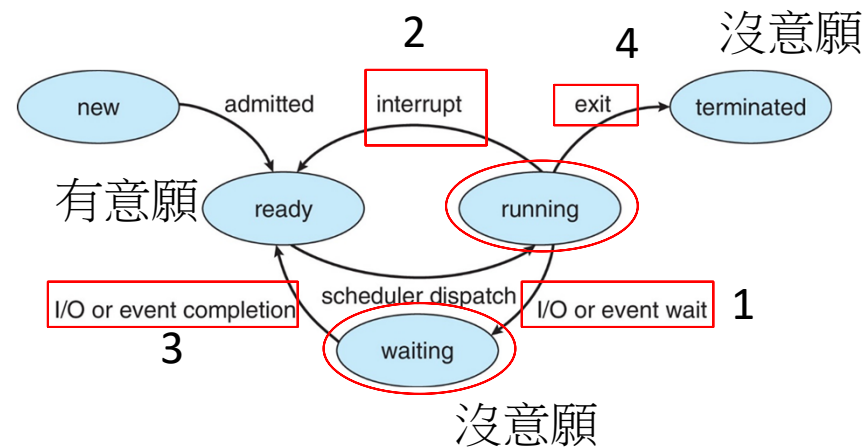 2
4
沒意願
new
admitted
interrupt
exit
terminated
有意願
ready
running
I/O or event completion
scheduler dispatch
I/O or event wait
1
3
waiting
沒意願